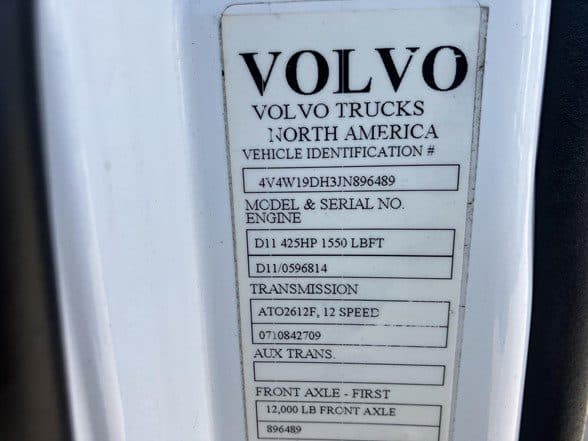 VOLVO
VOLVO TRUCKS
NORTH AMERICA
VEHICLE IDENTIFICATION #
4V4W19DH3JN896489
MODEL & SERIAL NO.
ENGINE
D11 425HP 1550 LBFT
D11/0596814
TRANSMISSION
ATO2612F, 12 SPEED
0710842709
AUX TRANS.
FRONT AXLE - FIRST
12,000 LB FRONT AXLE
896489